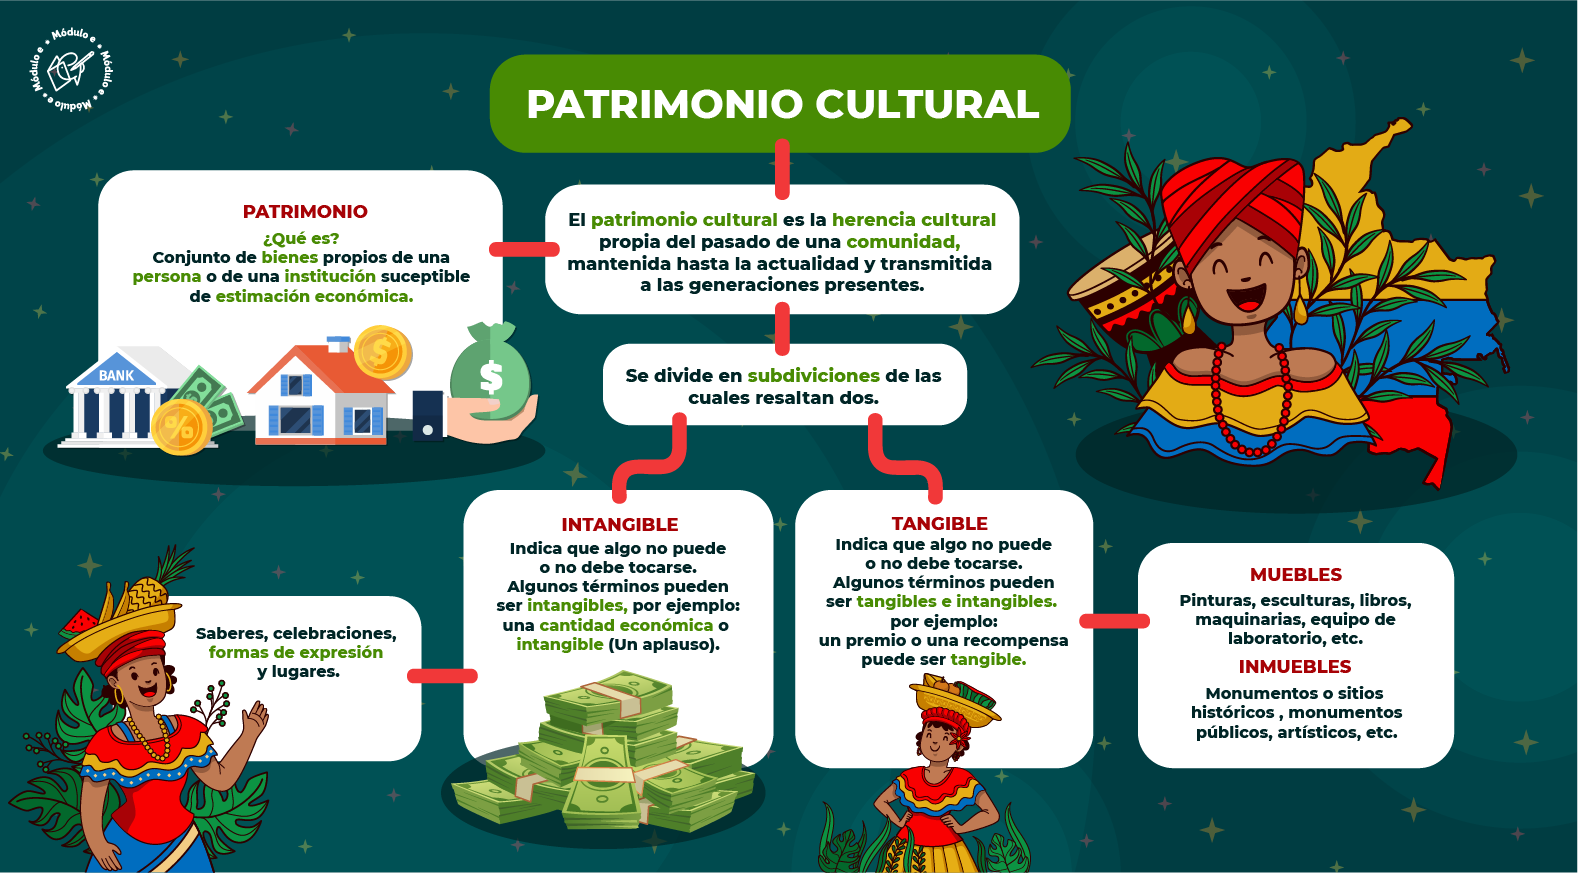 Módulo e • Módulo e • Módulo e • Módulo e •
PATRIMONIO CULTURAL
PATRIMONIO
¿Qué es?
Conjunto de bienes propios de una
persona o de una institución suceptible
de estimación económica.
BANK
$
%
$
El patrimonio cultural es la herencia cultural
propia del pasado de una comunidad,
mantenida hasta la actualidad y transmitida
a las generaciones presentes.
Se divide en subdiviciones de las
cuales resaltan dos.
INTANGIBLE
Indica que algo no puede
o no debe tocarse.
Algunos términos pueden
ser intangibles, por ejemplo:
una cantidad económica o
intangible (Un aplauso).
Saberes, celebraciones,
formas de expresión
y lugares.
TANGIBLE
Indica que algo no puede
o no debe tocarse.
Algunos términos pueden
ser tangibles e intangibles.
por ejemplo:
un premio o una recompensa
puede ser tangible.
MUEBLES
Pinturas, esculturas, libros,
maquinarias, equipo de
laboratorio, etc.
INMUEBLES
Monumentos o sitios
históricos , monumentos
públicos, artísticos, etc.